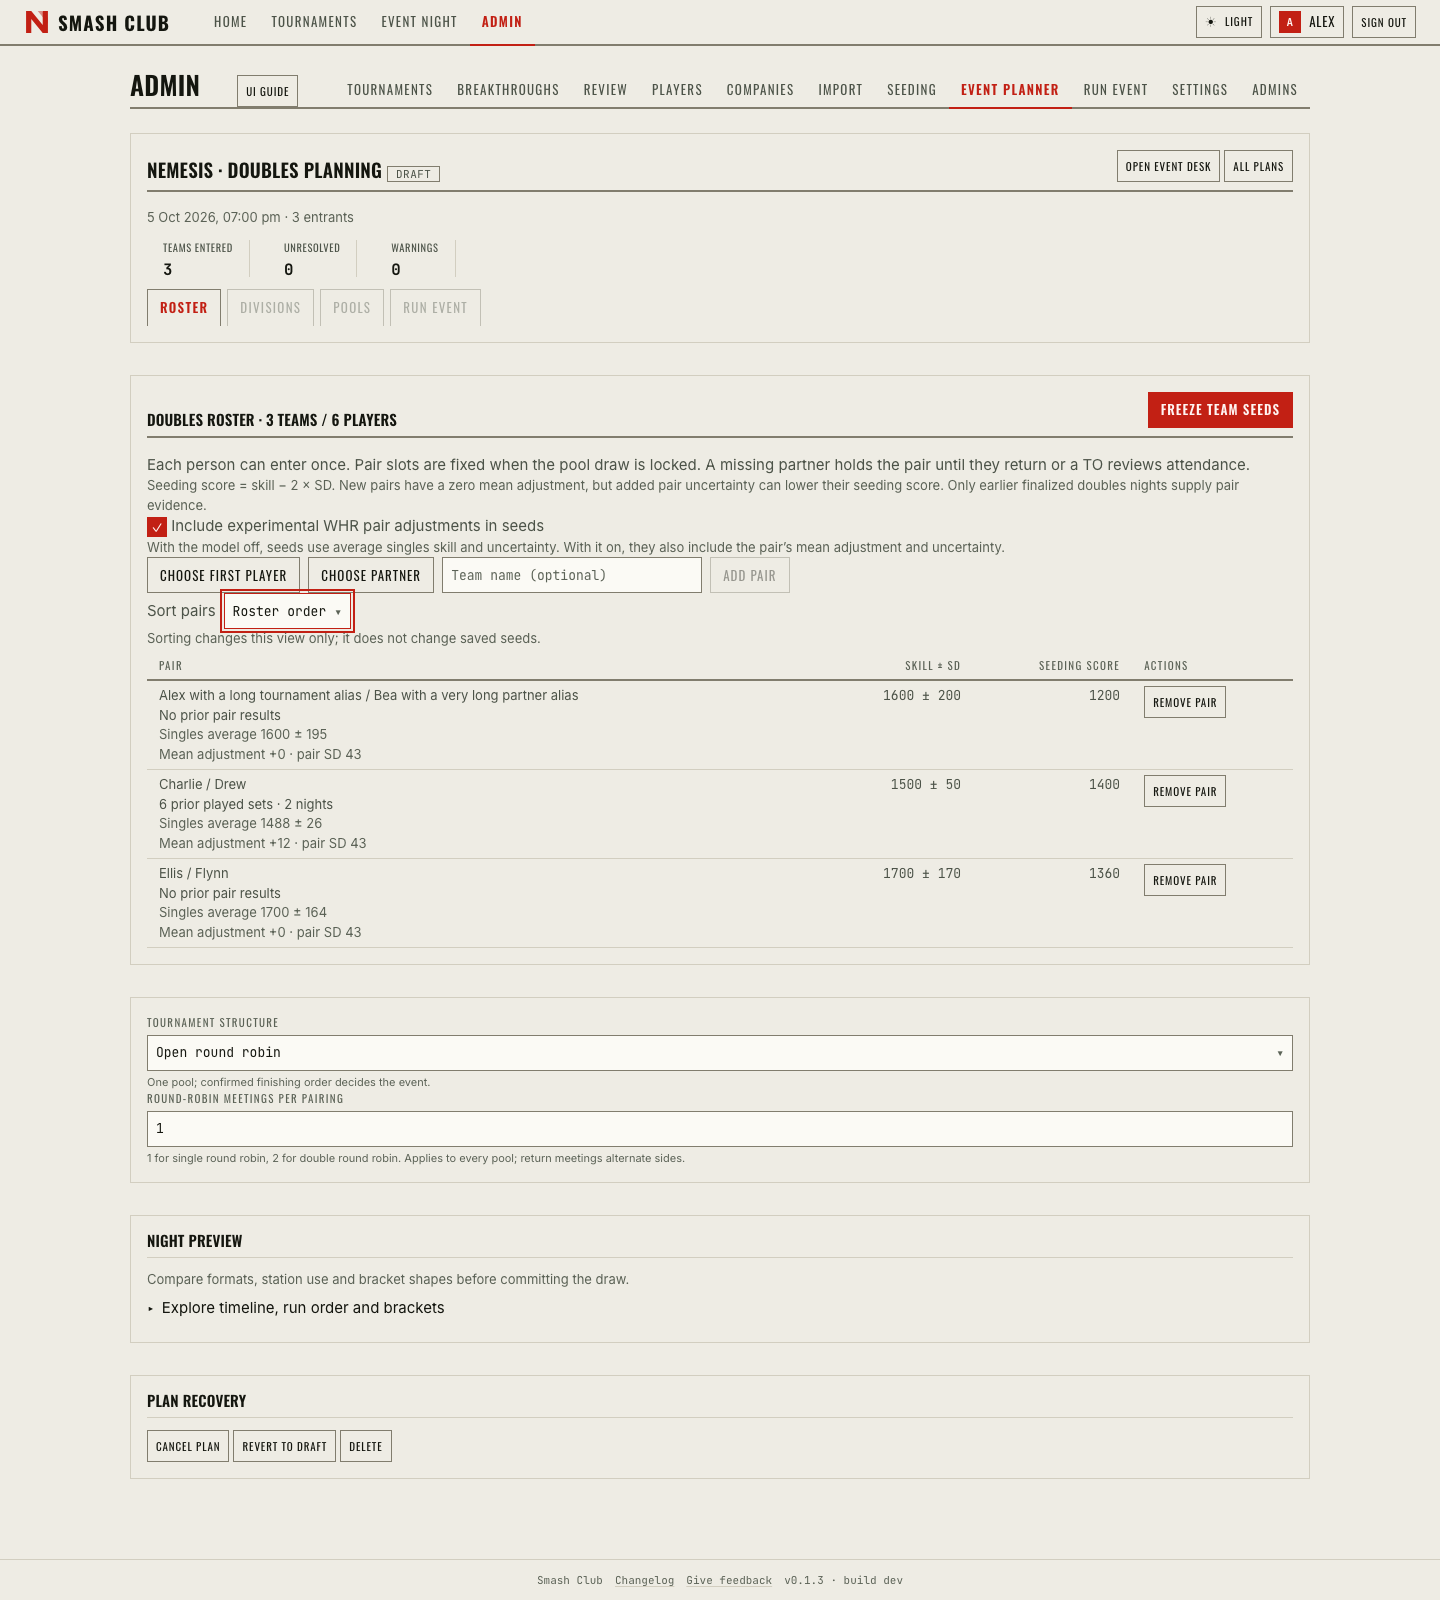 SMASH CLUB HOME TOURNAMENTS EVENT NIGHT ADMIN LIGHT A ALEX SIGN OUT
ADMIN UI GUIDE TOURNAMENTS BREAKTHROUGHS REVIEW PLAYERS COMPANIES IMPORT SEEDING EVENT PLANNER RUN EVENT SETTINGS ADMINS
NEMESIS · DOUBLES PLANNING DRAFT OPEN EVENT DESK ALL PLANS
5 Oct 2026, 07:00 pm · 3 entrants
TEAMS ENTERED UNRESOLVED WARNINGS
3 0 0
ROSTER DIVISIONS POOLS RUN EVENT
DOUBLES ROSTER · 3 TEAMS / 6 PLAYERS FREEZE TEAM SEEDS
Each person can enter once. Pair slots are fixed when the pool draw is locked. A missing partner holds the pair until they return or a TO reviews attendance.
Seeding score = skill − 2 × SD. New pairs have a zero mean adjustment, but added pair uncertainty can lower their seeding score. Only earlier finalized doubles nights supply pair
evidence.
Include experimental WHR pair adjustments in seeds
With the model off, seeds use average singles skill and uncertainty. With it on, they also include the pair’s mean adjustment and uncertainty.
CHOOSE FIRST PLAYER CHOOSE PARTNER Team name (optional) ADD PAIR
Sort pairs Roster order
Sorting changes this view only; it does not change saved seeds.
PAIR SKILL ± SD SEEDING SCORE ACTIONS
Alex with a long tournament alias / Bea with a very long partner alias 1600 ± 200 1200 REMOVE PAIR
No prior pair results
Singles average 1600 ± 195
Mean adjustment +0 · pair SD 43
Charlie / Drew 1500 ± 50 1400 REMOVE PAIR
6 prior played sets · 2 nights
Singles average 1488 ± 26
Mean adjustment +12 · pair SD 43
Ellis / Flynn 1700 ± 170 1360 REMOVE PAIR
No prior pair results
Singles average 1700 ± 164
Mean adjustment +0 · pair SD 43
TOURNAMENT STRUCTURE
Open round robin
One pool; confirmed finishing order decides the event.
ROUND-ROBIN MEETINGS PER PAIRING
1
1 for single round robin, 2 for double round robin. Applies to every pool; return meetings alternate sides.
NIGHT PREVIEW
Compare formats, station use and bracket shapes before committing the draw.
Explore timeline, run order and brackets
PLAN RECOVERY
CANCEL PLAN REVERT TO DRAFT DELETE
Smash Club Changelog Give feedback v0.1.3 · build dev